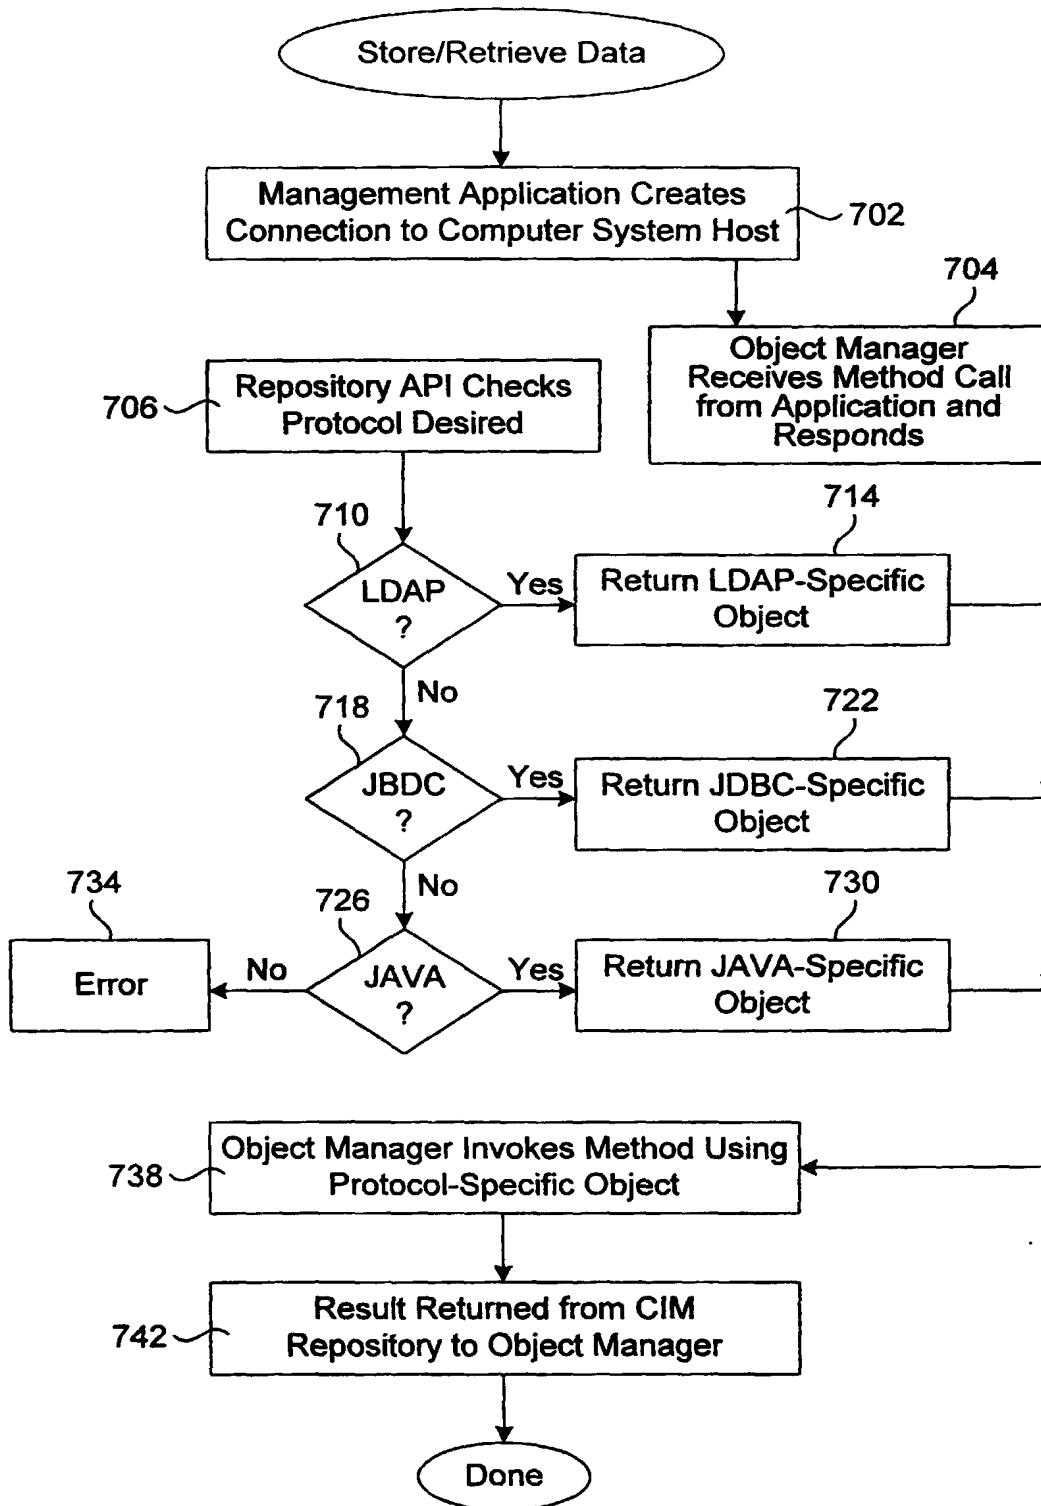 Store/Retrieve Data
Management Application Creates
Connection to Computer System Host
702
704
Object Manager
Receives Method Call
from Application and
Responds
Repository API Checks
Protocol Desired
706
710
LDAP
?
Yes
714
Return LDAP-Specific
Object
No
718
JBDC
?
Yes
722
Return JDBC-Specific
Object
No
726
JAVA
?
Yes
730
Return JAVA-Specific
Object
No
734
Error
Object Manager Invokes Method Using
Protocol-Specific Object
738
Result Returned from CIM
Repository to Object Manager
742
Done